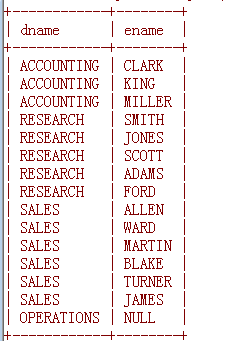 +------------+--------+
| dname      | ename  |
+------------+--------+
| ACCOUNTING | CLARK  |
| ACCOUNTING | KING   |
| ACCOUNTING | MILLER |
| RESEARCH   | SMITH  |
| RESEARCH   | JONES  |
| RESEARCH   | SCOTT  |
| RESEARCH   | ADAMS  |
| RESEARCH   | FORD   |
| SALES      | ALLEN  |
| SALES      | WARD   |
| SALES      | MARTIN |
| SALES      | BLAKE  |
| SALES      | TURNER |
| SALES      | JAMES  |
| OPERATIONS | NULL   |
+------------+--------+